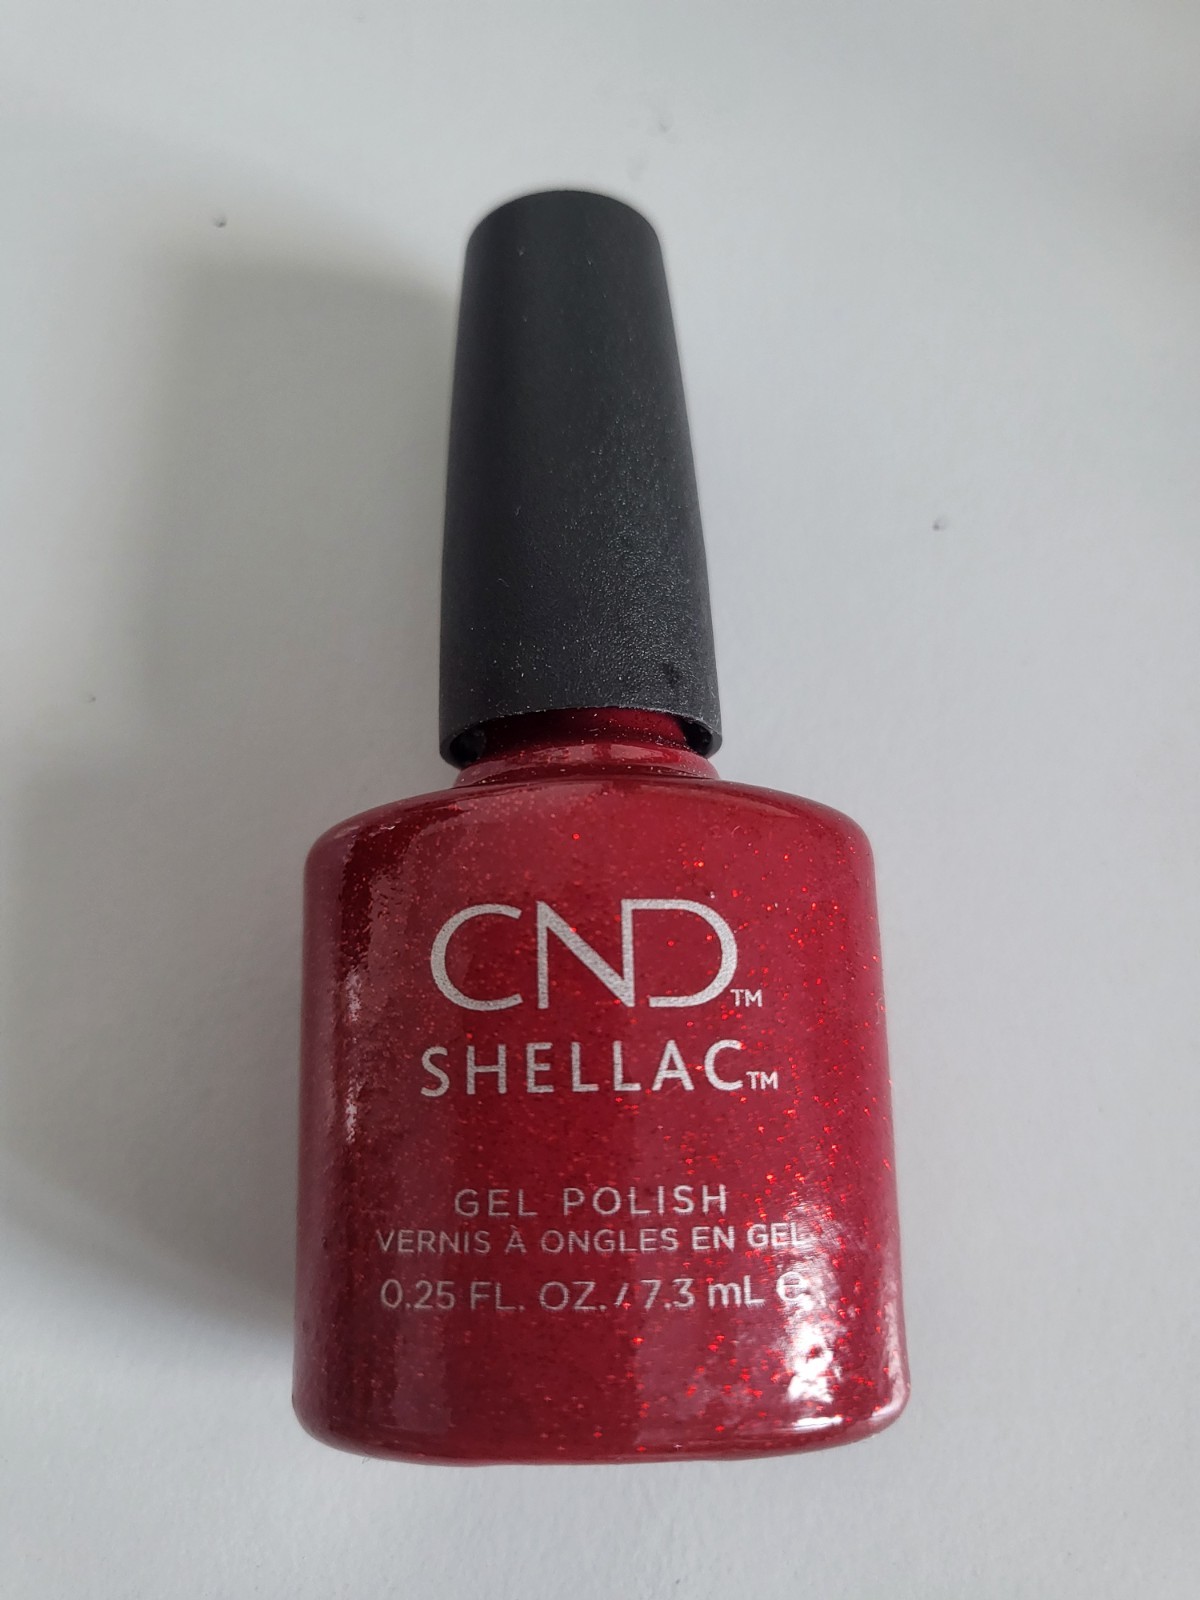 CND™
SHELLAC™
GEL POLISH
VERNIS À ONGLES EN GEL
0.25 FL. OZ. / 7.3 mL ℮